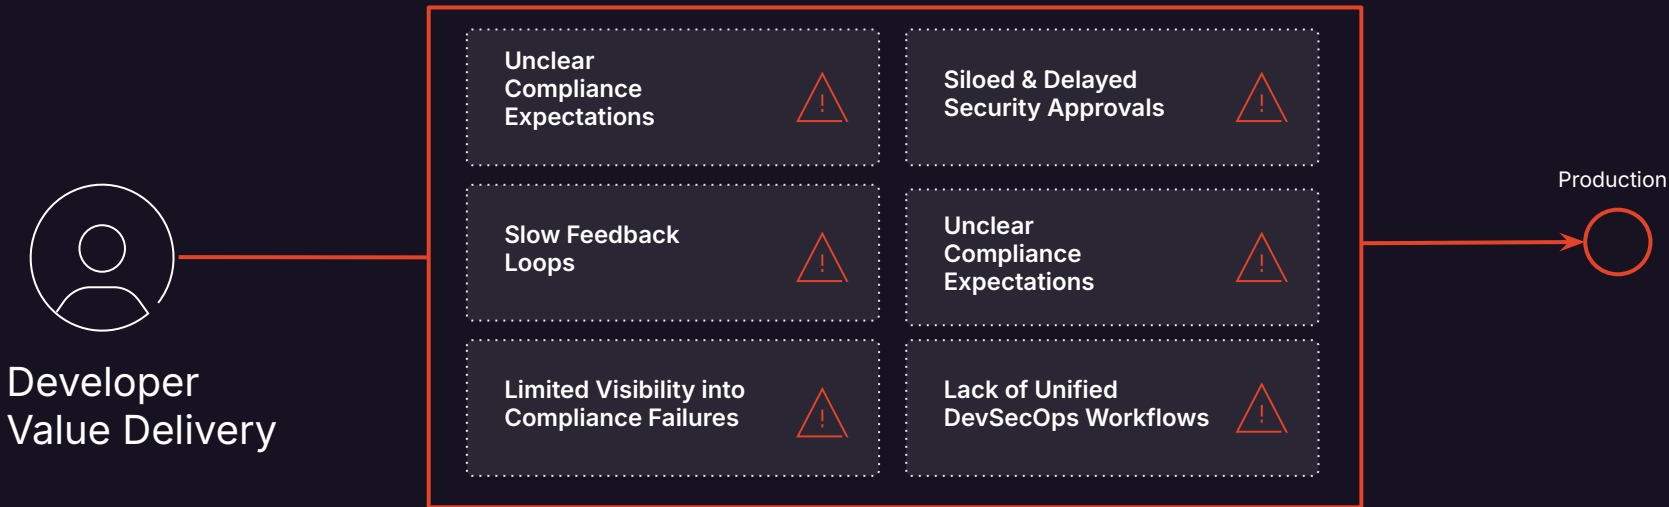 Unclear
Compliance
Expectations
Siloed & Delayed
Security Approvals
Production
Slow Feedback
Loops
Unclear
Compliance
Expectations
Developer
Value Delivery
Limited Visibility into
Compliance Failures
Lack of Unified
DevSecOps Workflows